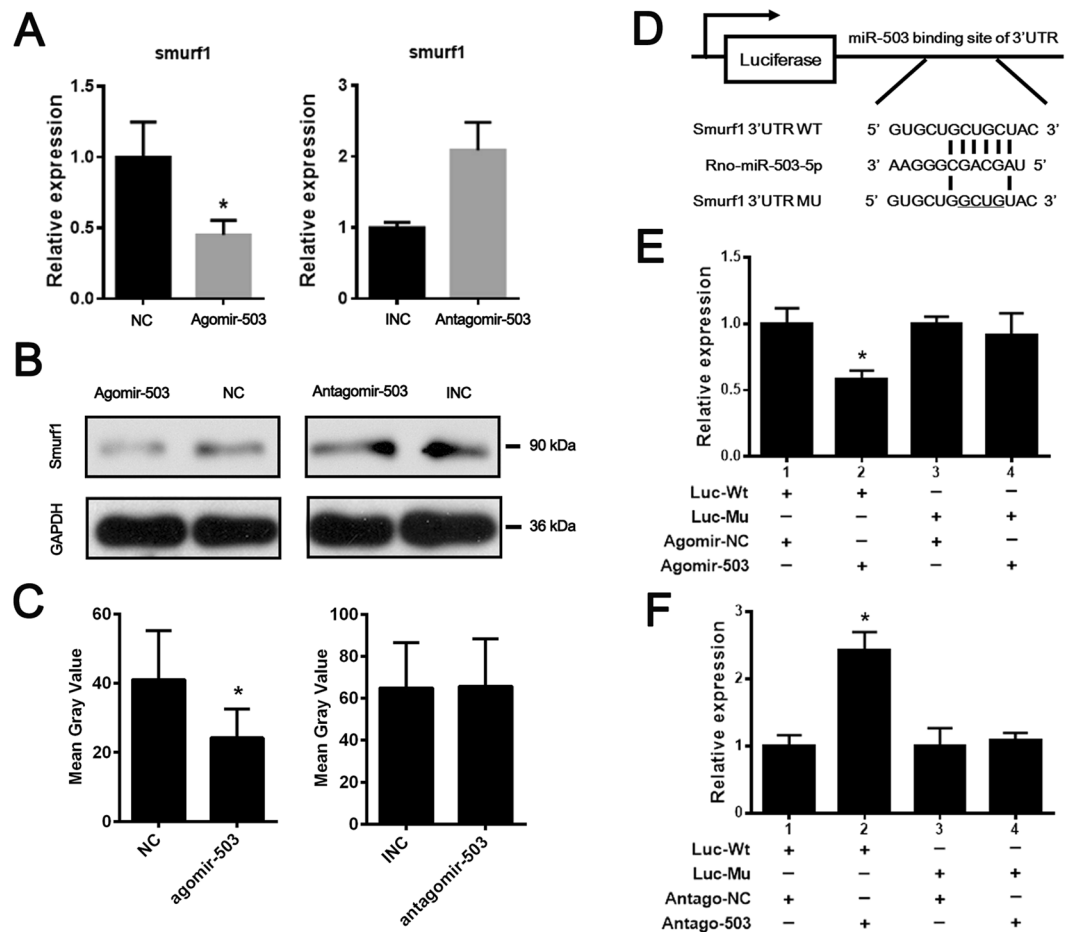 A
smurf1
Relative expression
1.5
1.0
0.5
0.0
NC
Agomir-503
*
smurf1
Relative expression
3
2
1
0
INC
Antagomir-503
B
Agomir-503
NC
Antagomir-503
INC
Smurf1
90 kDa
GAPDH
36 kDa
C
Mean Gray Value
60
40
20
0
*
NC
agomir-503
Mean Gray Value
100
80
60
40
20
0
INC
antagomir-503
D
miR-503 binding site of 3'UTR
Luciferase
Smurf1 3'UTR WT 5' GUGCUGCUGCUAC 3'
Rno-miR-503-5p 3' AAGGGCGACGAU 5'
Smurf1 3'UTR MU 5' GUGCUGGCUGUAC 3'
E
Relative expression
1.5
1.0
0.5
0.0
*
1 2 3 4
Luc-Wt + + – –
Luc-Mu – – + +
Agomir-NC + – + –
Agomir-503 – + – +
F
Relative expression
3
2
1
0
*
1 2 3 4
Luc-Wt + + – –
Luc-Mu – – + +
Antago-NC + – + –
Antago-503 – + – +